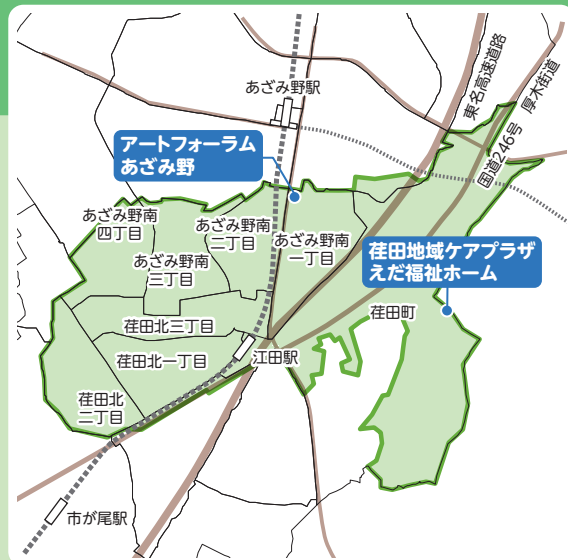 あざみ野駅
東名高速道路
厚木街道
国道246号
アートフォーラム
あざみ野
あざみ野南
四丁目
あざみ野南
二丁目
あざみ野南
一丁目
あざみ野南
三丁目
荏田地域ケアプラザ
えだ福祉ホーム
荏田町
荏田北三丁目
荏田北一丁目
江田駅
荏田北
二丁目
市が尾駅